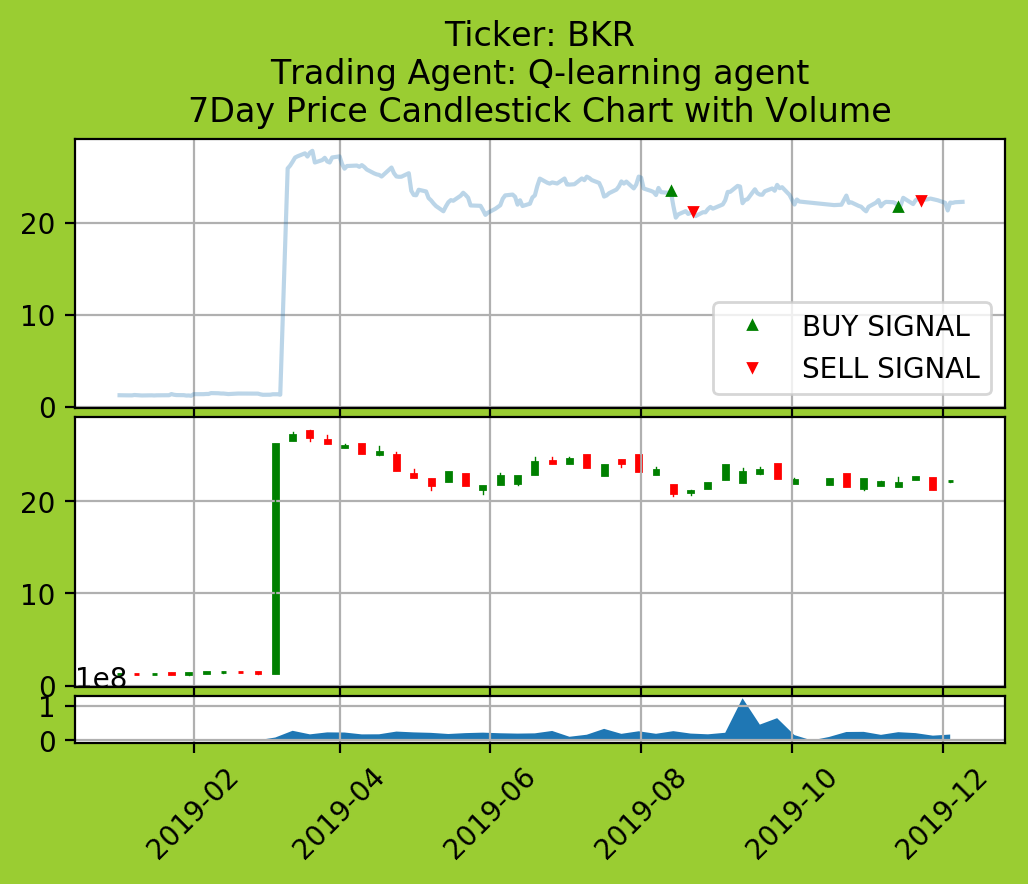 Ticker: BKR
Trading Agent: Q-learning agent
7Day Price Candlestick Chart with Volume
20
10
0
BUY SIGNAL
SELL SIGNAL
20
10
0
1e8
1
0
2019-02
2019-04
2019-06
2019-08
2019-10
2019-12